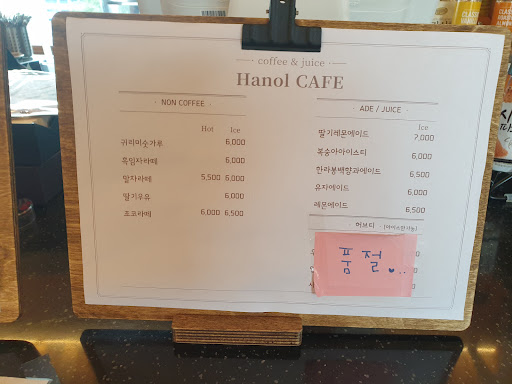 coffee & juice
Hanol CAFE
NON COFFEE
Hot Ice
귀리미숫가루 6,000
흑임자라떼 6,000
말차라떼 5,500 6,000
딸기우유 6,000
초코라떼 6,000 6,500
ADE / JUICE
Ice
딸기레몬에이드 7,000
복숭아아이스티 6,000
한라봉백향과에이드 6,500
유자에이드 6,000
레몬에이드 6,500
허브티
품절